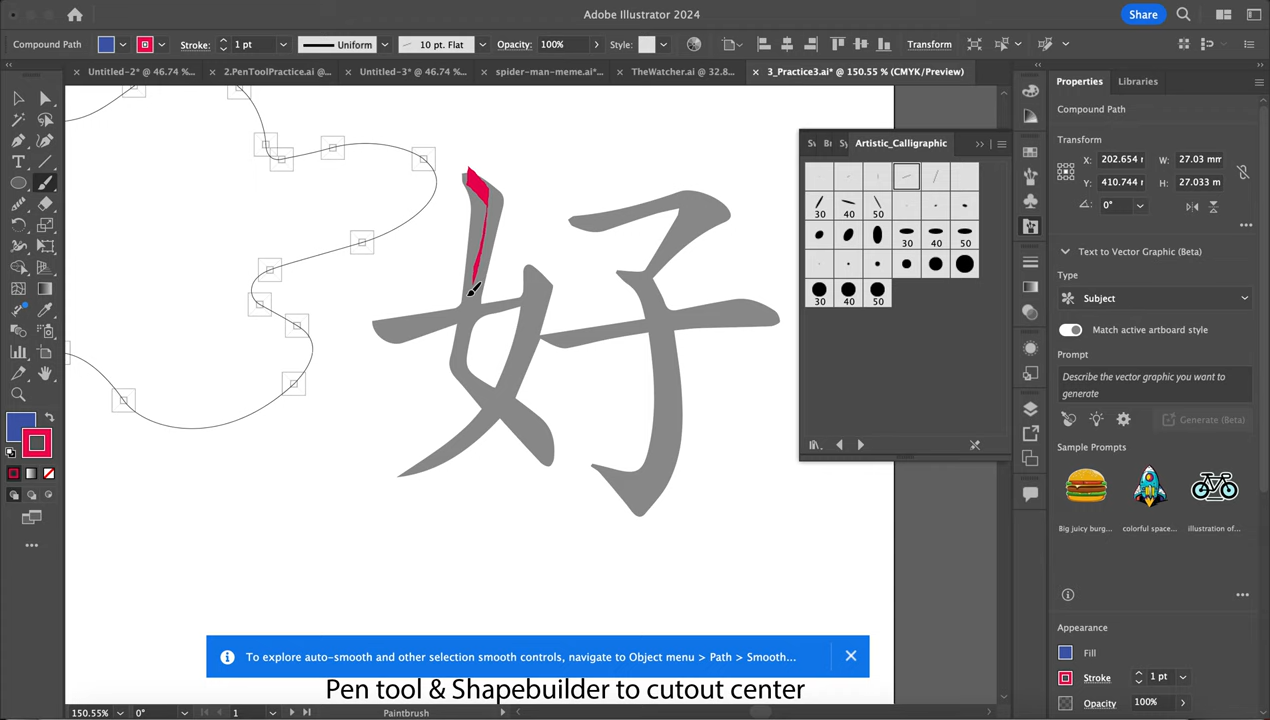 Adobe Illustrator 2024
Share
Compound Path
Stroke:
1 pt
Uniform
10 pt. Flat
Opacity:
100%
Style:
Transform
Untitled-2* @ 46.74 %...
2.PenToolPractice.ai@...
Untitled-3* @ 46.74 %...
spider-man-meme.ai*...
TheWatcher.ai @ 32.8...
3_Practice3.ai* @ 150.55 % (CMYK/Preview)
Properties
Libraries
Compound Path
Transform
X:
202.654 r
W:
27.03 mm
Y:
410.744 r
H:
27.033 m
0°
Artistic_Calligraphic
30
40
50
30
40
50
30
40
50
好
Text to Vector Graphic (Beta)
Type
Subject
Match active artboard style
Prompt
Describe the vector graphic you want to
generate
Generate (Beta)
Sample Prompts
Big juicy burg...
colorful space...
illustration of...
Appearance
Fill
Stroke
1 pt
Opacity
100%
To explore auto-smooth and other selection smooth controls, navigate to Object menu > Path > Smooth...
Pen tool & Shapebuilder to cutout center
150.55%
0°
1
Paintbrush